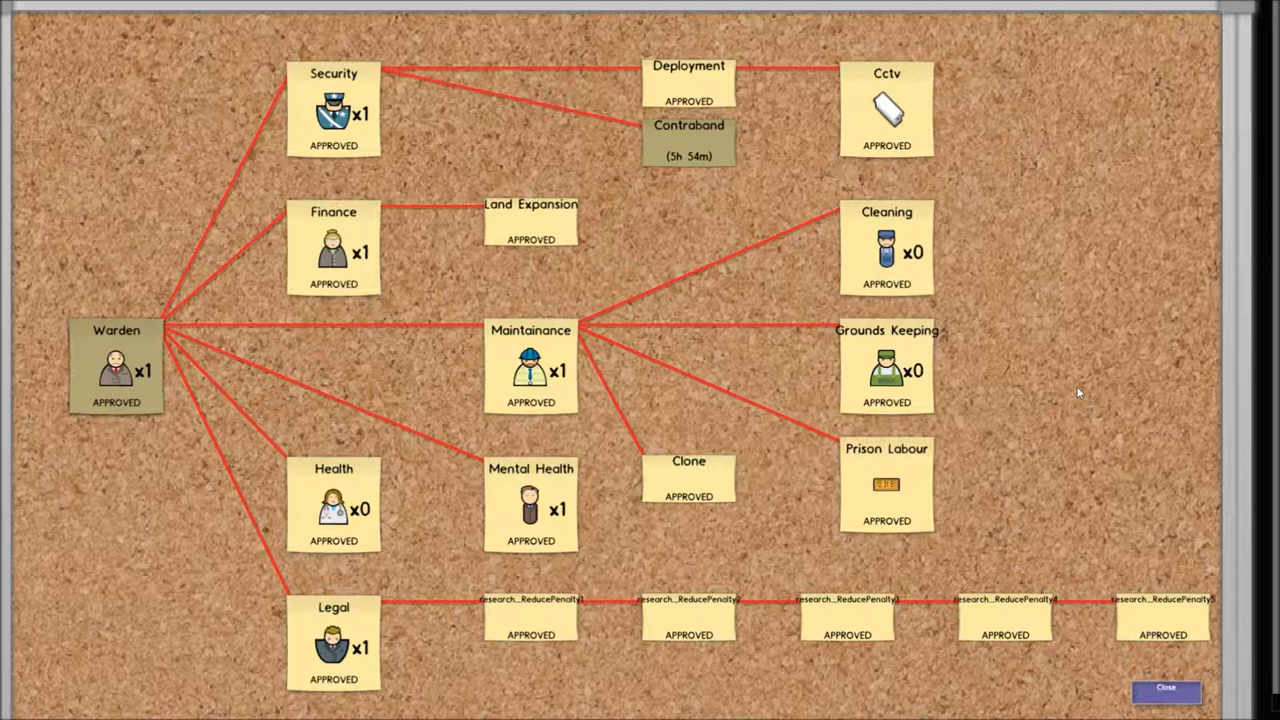 Security
x1
APPROVED
Deployment
APPROVED
Cctv
APPROVED
Contraband
(5h 54m)
Finance
x1
APPROVED
Land Expansion
APPROVED
Cleaning
x0
APPROVED
Warden
x1
APPROVED
Maintainance
x1
APPROVED
Grounds Keeping
x0
APPROVED
Health
x0
APPROVED
Mental Health
x1
APPROVED
Clone
APPROVED
Prison Labour
APPROVED
Legal
x1
APPROVED
research_ReducePenalty1
APPROVED
research_ReducePenalty2
APPROVED
research_ReducePenalty3
APPROVED
research_ReducePenalty4
APPROVED
research_ReducePenalty5
APPROVED
Close